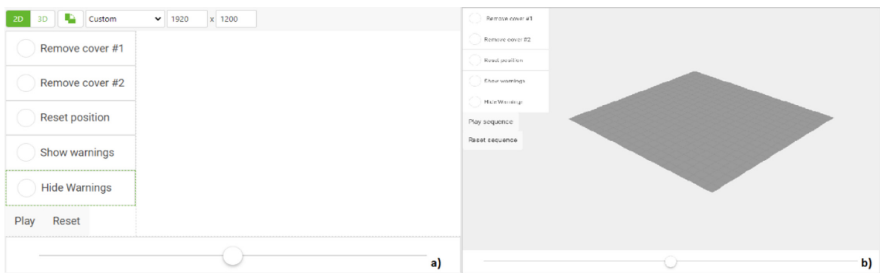 2D 3D Custom 1920 x 1200
Remove cover #1
Remove cover #2
Reset position
Show warnings
Hide Warnings
Play Reset
a)
Remove cover #1
Remove cover #2
Reset position
Show warnings
Hide Warnings
Play sequence
Reset sequence
b)